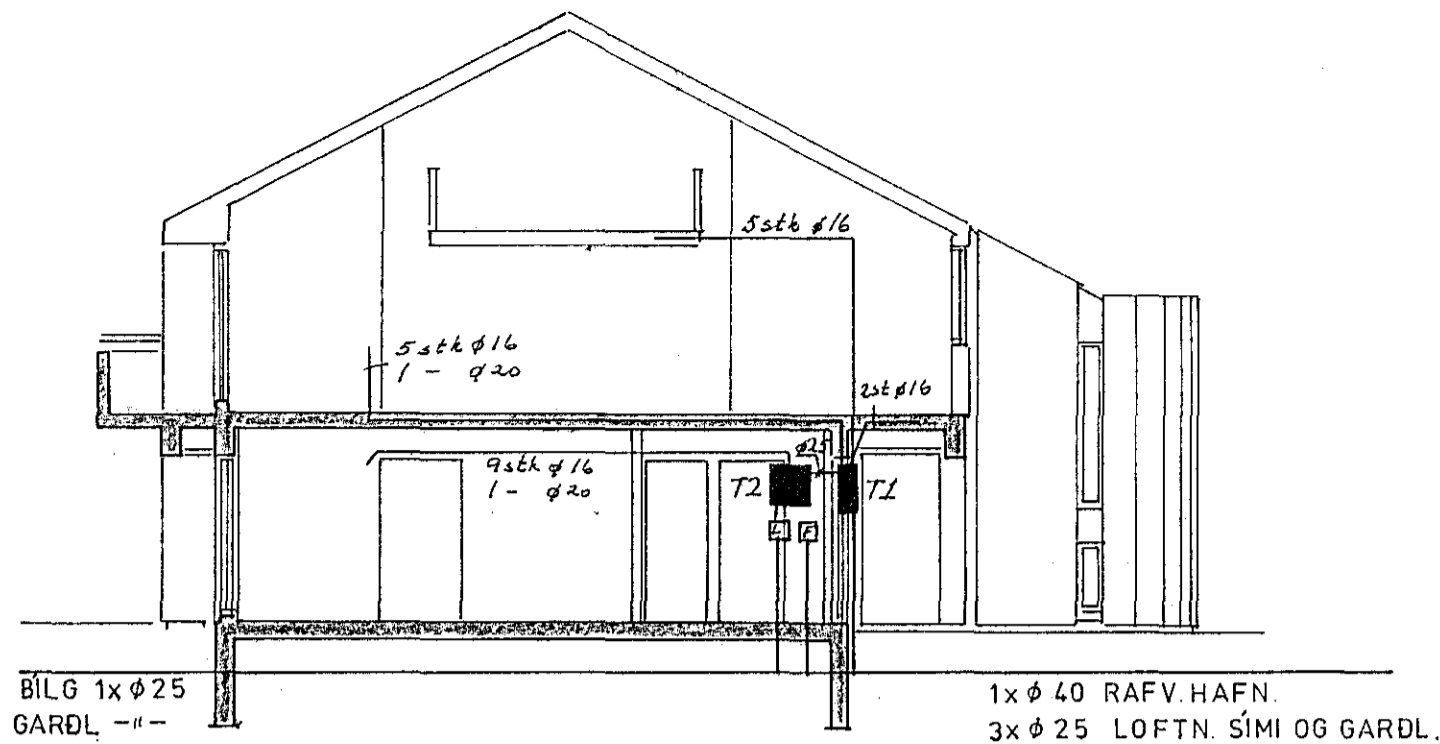 5stk ø16
5stk ø16
1 - ø20
2st ø16
ø25
9stk ø16
1 - ø20
T2
T1
L
F
BÍLG 1x ø 25
GARÐL -"-
1x ø 40 RAFV. HAFN.
3x ø 25 LOFTN. SÍMI OG GARÐL.